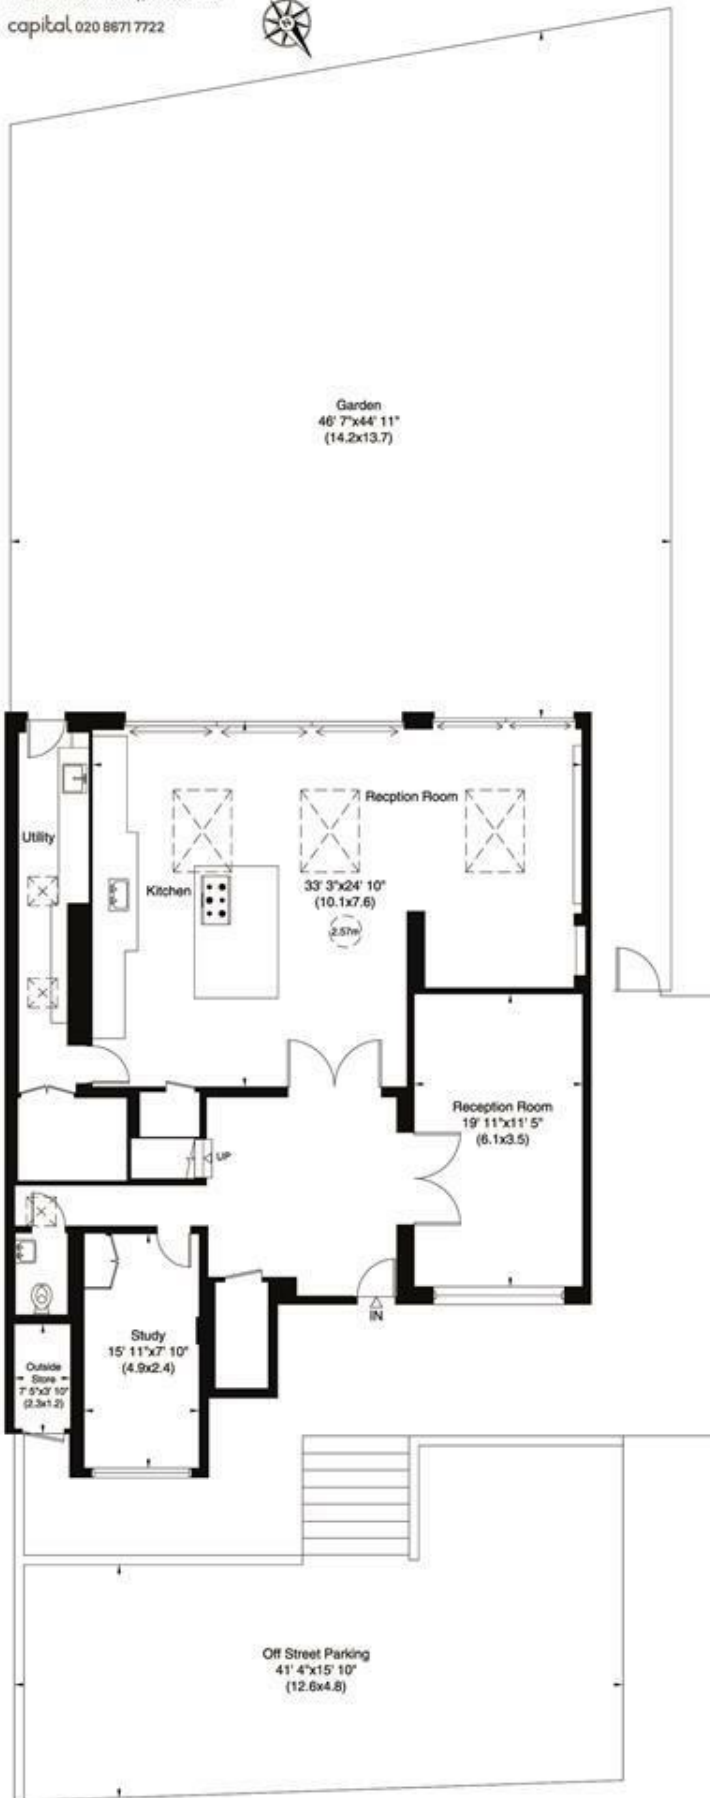 capital 020 8671 7722
Garden
46' 7"x44' 11"
(14.2x13.7)
Recption Room
Utility
Kitchen
33' 3"x24' 10"
(10.1x7.6)
2.57m
Reception Room
19' 11"x11' 5"
(6.1x3.5)
UP
IN
Study
15' 11"x7' 10"
(4.9x2.4)
Outside
Store
7' 5"x3' 10"
(2.3x1.2)
Off Street Parking
41' 4"x15' 10"
(12.6x4.8)